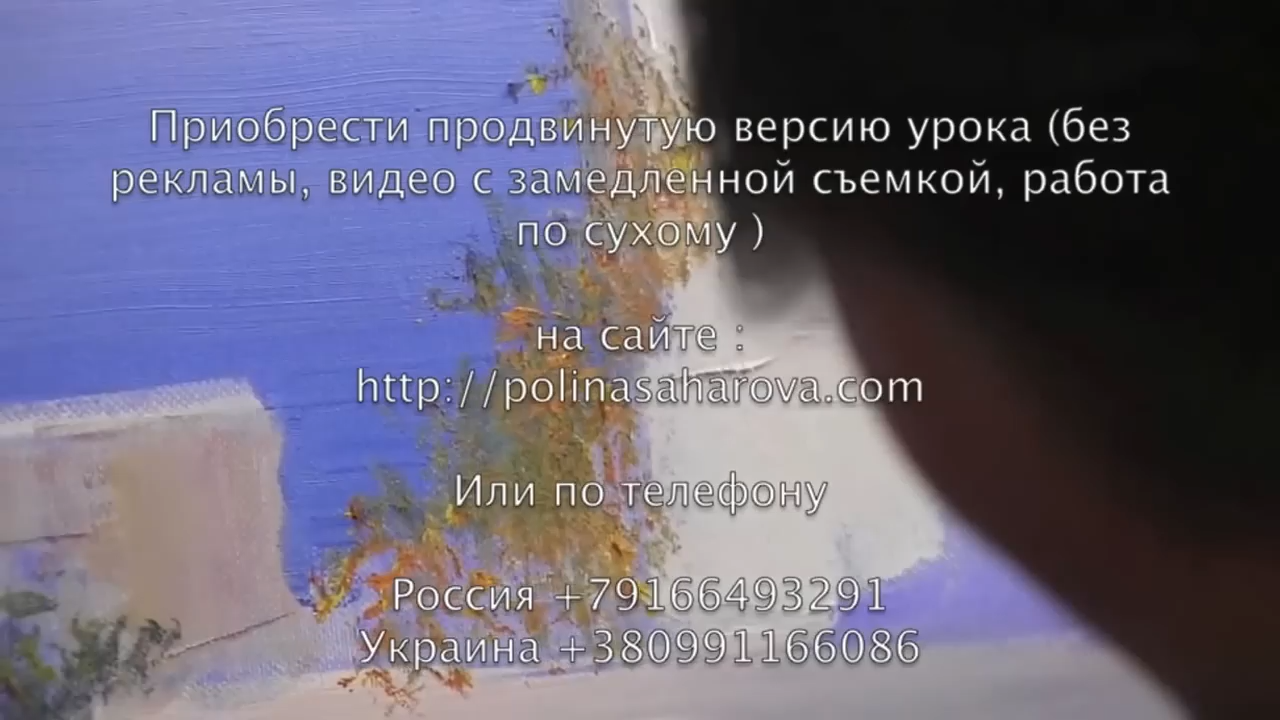 Приобрести продвинутую версию урока (без
рекламы, видео с замедленной съемкой, работа
по сухому )
на сайте :
http://polinasaharova.com
Или по телефону
Россия +79166493291
Украина +380991166086